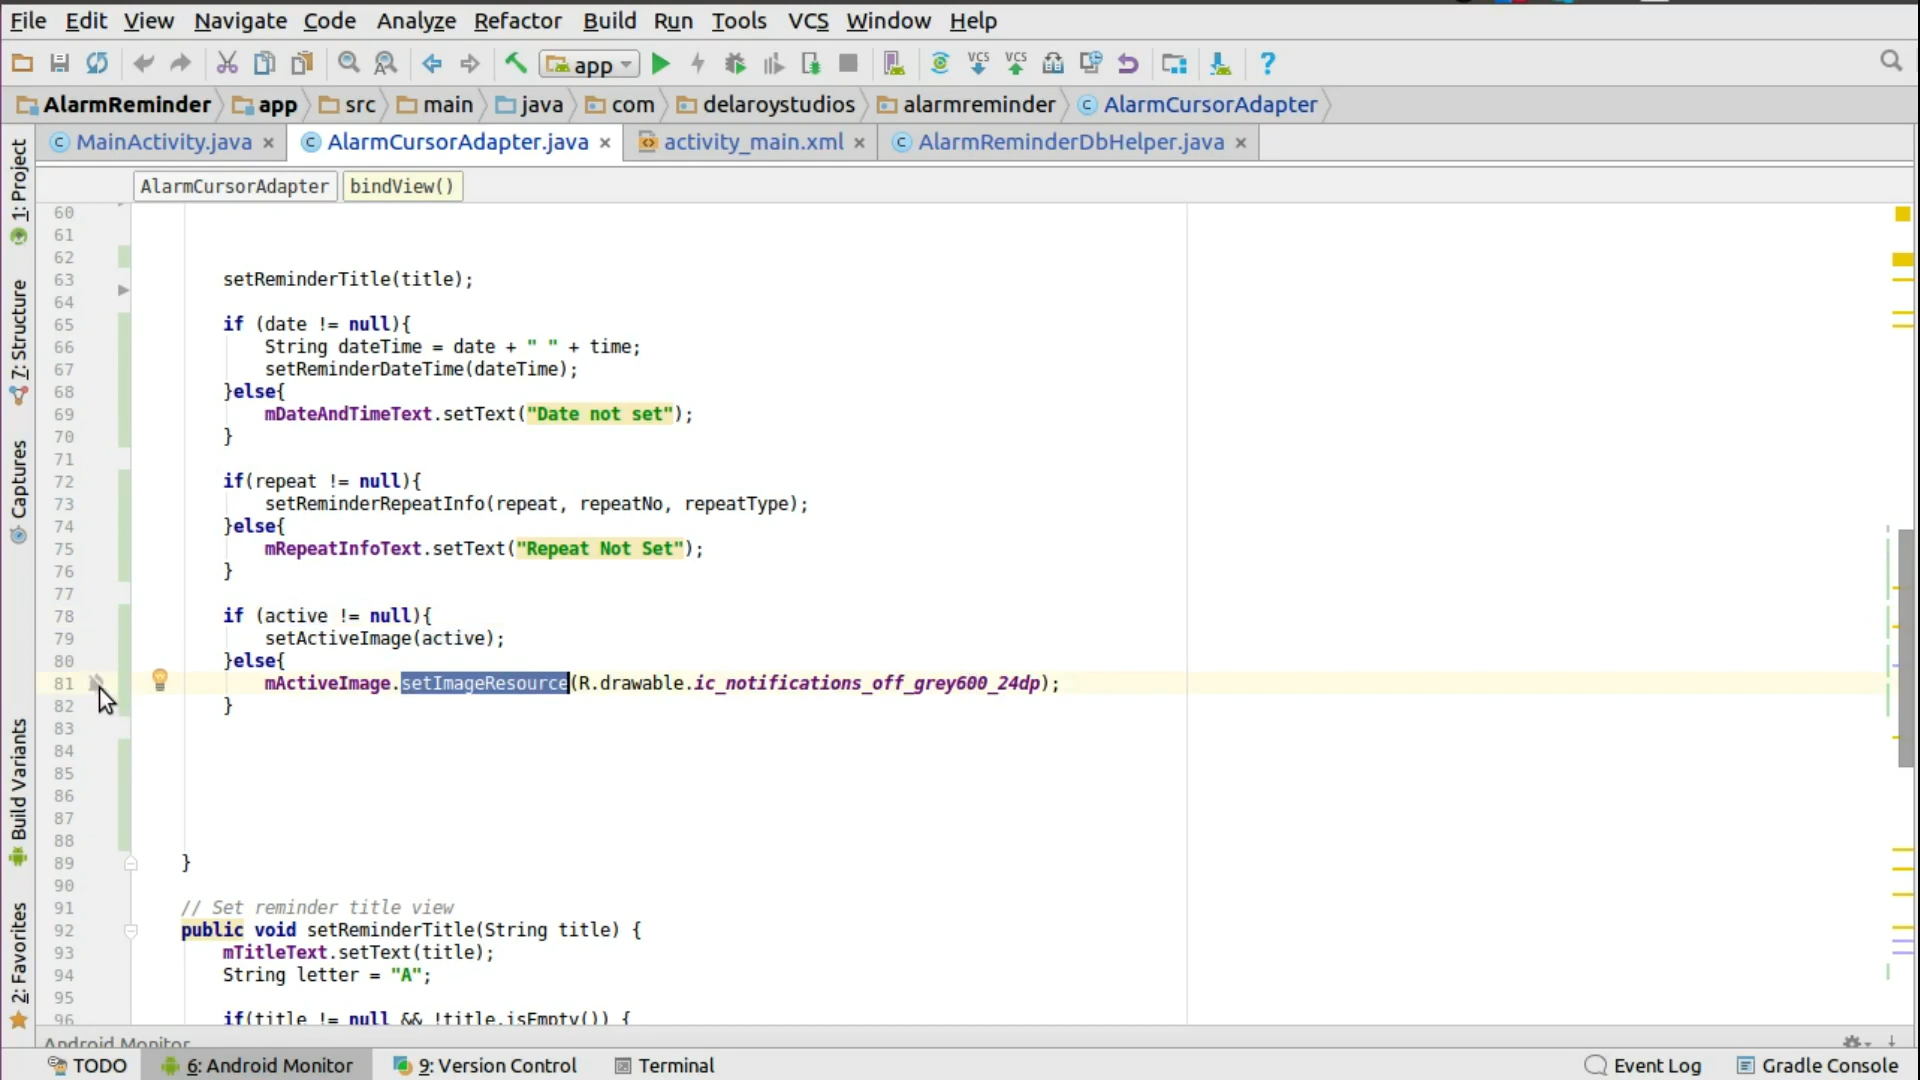 File Edit View Navigate Code Analyze Refactor Build Run Tools VCS Window Help
app VCS VCS ?
AlarmReminder app src main java com delaroystudios alarmreminder AlarmCursorAdapter
MainActivity.java AlarmCursorAdapter.java activity_main.xml AlarmReminderDbHelper.java
AlarmCursorAdapter bindView()
1: Project
7: Structure
Captures
Build Variants
2: Favorites
60
61
62
63 setReminderTitle(title);
64
65 if (date != null){
66 String dateTime = date + " " + time;
67 setReminderDateTime(dateTime);
68 }else{
69 mDateAndTimeText.setText("Date not set");
70 }
71
72 if(repeat != null){
73 setReminderRepeatInfo(repeat, repeatNo, repeatType);
74 }else{
75 mRepeatInfoText.setText("Repeat Not Set");
76 }
77
78 if (active != null){
79 setActiveImage(active);
80 }else{
81 mActiveImage.setImageResource(R.drawable.ic_notifications_off_grey600_24dp);
82 }
83
84
85
86
87
88
89 }
90
91 // Set reminder title view
92 public void setReminderTitle(String title) {
93 mTitleText.setText(title);
94 String letter = "A";
95
96 if(title != null && !title.isEmpty()) {
Android Monitor
TODO 6: Android Monitor 9: Version Control Terminal Event Log Gradle Console